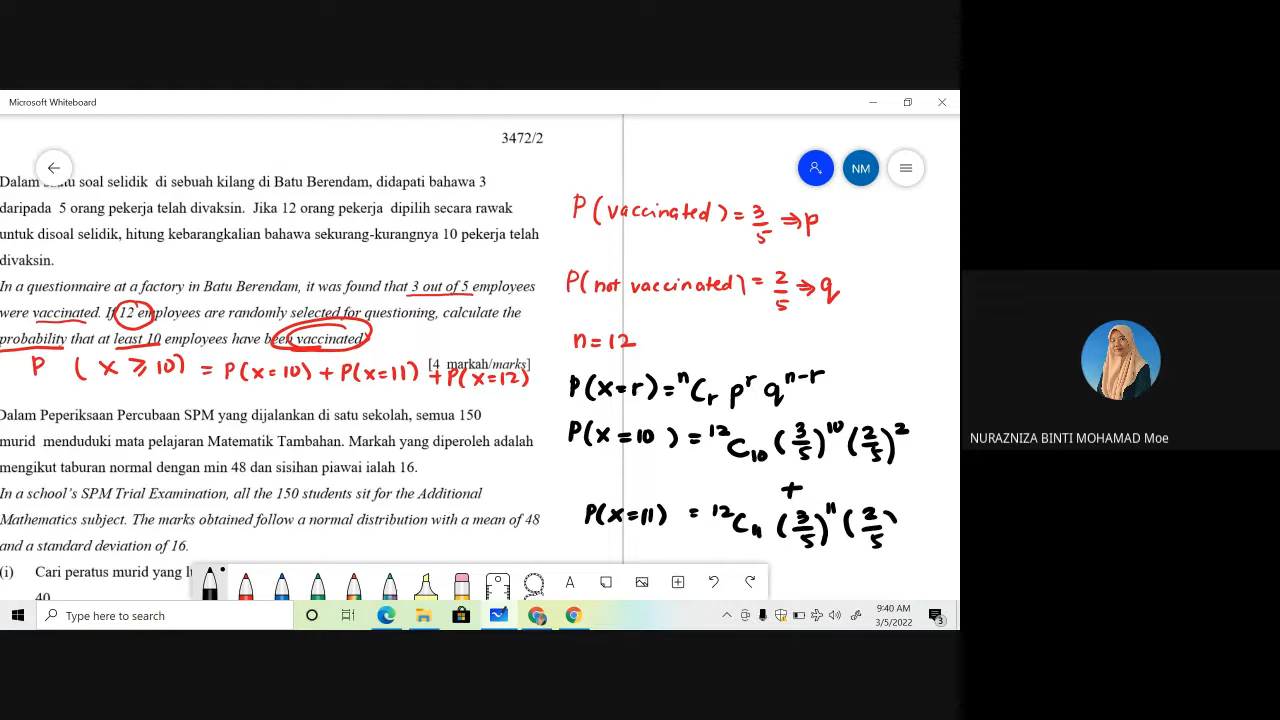 Microsoft Whiteboard
3472/2
NM
Dalam soal selidik di sebuah kilang di Batu Berendam, didapati bahawa 3
daripada 5 orang pekerja telah divaksin. Jika 12 orang pekerja dipilih secara rawak
untuk disoal selidik, hitung kebarangkalian bahawa sekurang-kurangnya 10 pekerja telah
divaksin.
In a questionnaire at a factory in Batu Berendam, it was found that 3 out of 5 employees
were vaccinated. If 12 employees are randomly selected for questioning, calculate the
probability that at least 10 employees have been vaccinated
[4 markah/marks]
P (x ≥ 10) = P(x=10) + P(x=11) + P(x=12)
Dalam Peperiksaan Percubaan SPM yang dijalankan di satu sekolah, semua 150
murid menduduki mata pelajaran Matematik Tambahan. Markah yang diperoleh adalah
mengikut taburan normal dengan min 48 dan sisihan piawai ialah 16.
In a school's SPM Trial Examination, all the 150 students sit for the Additional
Mathematics subject. The marks obtained follow a normal distribution with a mean of 48
and a standard deviation of 16.
(i) Cari peratus murid yang
40
P(vaccinated) = 3/5 ⇒ p
P(not vaccinated) = 2/5 ⇒ q
n = 12
P(x=r) = ⁿCᵣ pʳ qⁿ⁻ʳ
P(x=10) = ¹²C₁₀ (3/5)¹⁰ (2/5)²
+
P(x=11) = ¹²C₁₁ (3/5)¹¹ (2/5)
NURAZNIZA BINTI MOHAMAD Moe
A
Type here to search
9:40 AM
3/5/2022
3